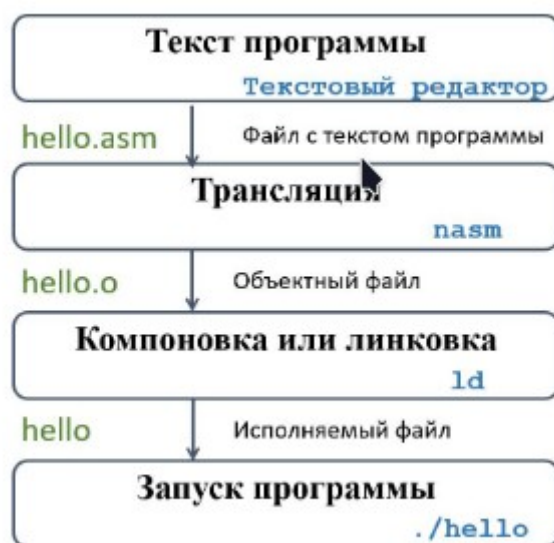 Текст программы
Текстовый редактор
hello.asm Файл с текстом программы
Трансляция
nasm
hello.o Объектный файл
Компоновка или линковка
ld
hello Исполняемый файл
Запуск программы
./hello